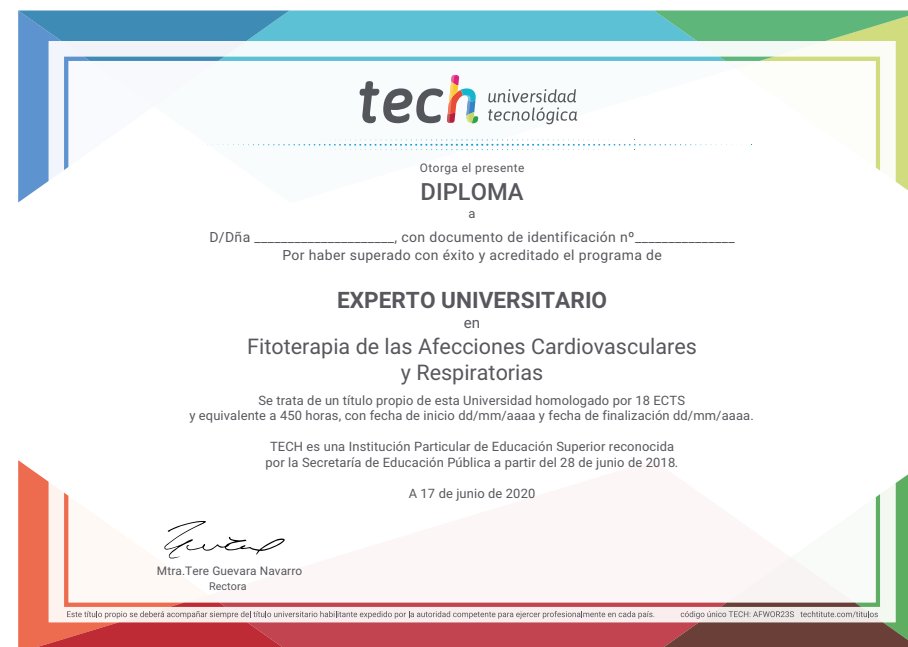 tech universidad
tecnológica
Otorga el presente
DIPLOMA
a
D/Dña ______________________, con documento de identificación nº_______________
Por haber superado con éxito y acreditado el programa de
EXPERTO UNIVERSITARIO
en
Fitoterapia de las Afecciones Cardiovasculares
y Respiratorias
Se trata de un título propio de esta Universidad homologado por 18 ECTS
y equivalente a 450 horas, con fecha de inicio dd/mm/aaaa y fecha de finalización dd/mm/aaaa.
TECH es una Institución Particular de Educación Superior reconocida
por la Secretaría de Educación Pública a partir del 28 de junio de 2018.
A 17 de junio de 2020
Mtra.Tere Guevara Navarro
Rectora
Este título propio se deberá acompañar siempre del título universitario habilitante expedido por la autoridad competente para ejercer profesionalmente en cada país. código único TECH: AFWOR23S techtitute.com/titulos